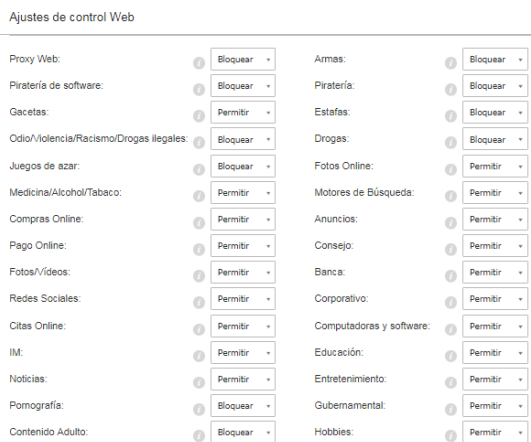 Ajustes de control Web
Proxy Web: Bloquear Armas: Bloquear
Piratería de software: Bloquear Piratería: Bloquear
Gacetas: Permitir Estafas: Bloquear
Odio/Violencia/Racismo/Drogas ilegales: Bloquear Drogas: Bloquear
Juegos de azar: Bloquear Fotos Online: Permitir
Medicina/Alcohol/Tabaco: Permitir Motores de Búsqueda: Permitir
Compras Online: Permitir Anuncios: Permitir
Pago Online: Permitir Consejo: Permitir
Fotos/Vídeos: Permitir Banca: Permitir
Redes Sociales: Permitir Corporativo: Permitir
Citas Online: Permitir Computadoras y software: Permitir
IM: Permitir Educación: Permitir
Noticias: Permitir Entretenimiento: Permitir
Pornografía: Bloquear Gubernamental: Permitir
Contenido Adulto: Bloquear Hobbies: Permitir